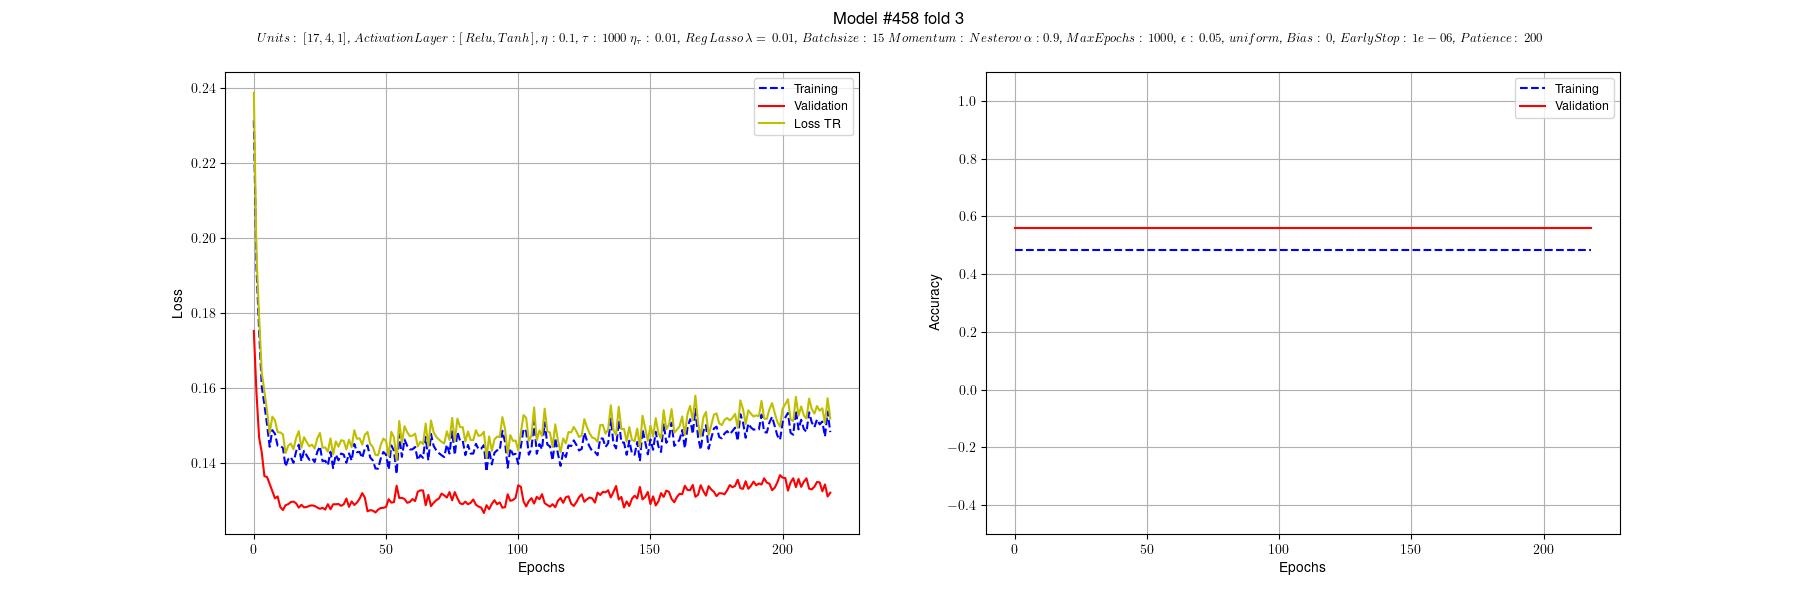 Model #458 fold 3
Units : [17, 4, 1], ActivationLayer : [ Relu, Tanh ], η : 0.1, τ : 1000 ητ : 0.01, Reg Lasso λ = 0.01, Batchsize : 15 Momentum : Nesterov α : 0.9, MaxEpochs : 1000, ϵ : 0.05, uniform, Bias : 0, EarlyStop : 1e − 06, Patience : 200
0.24
0.22
0.20
0.18
0.16
0.14
Loss
0 50 100 150 200
Epochs
Training
Validation
Loss TR
1.0
0.8
0.6
0.4
0.2
0.0
−0.2
−0.4
Accuracy
0 50 100 150 200
Epochs
Training
Validation